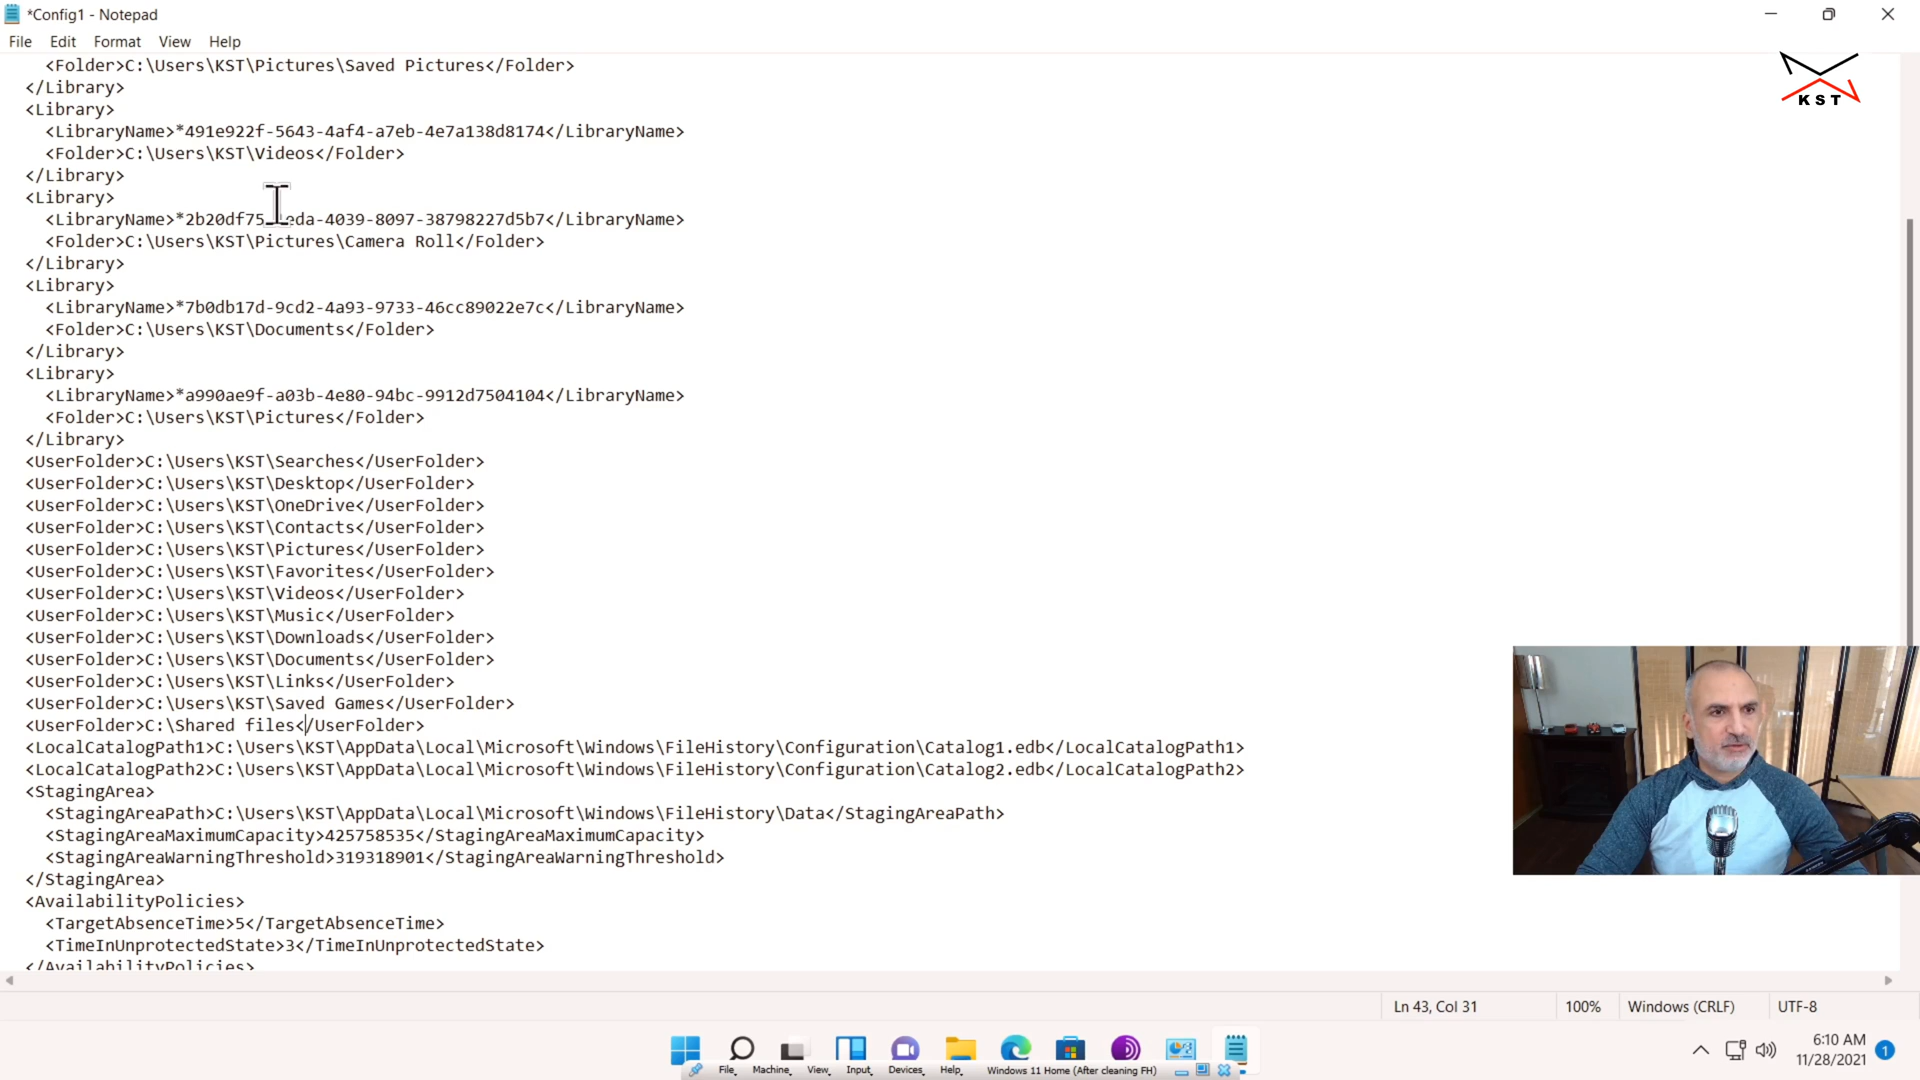 *Config1 - Notepad
File Edit Format View Help
<Folder>C:\Users\KST\Pictures\Saved Pictures</Folder>
</Library>
<Library>
<LibraryName>*491e922f-5643-4af4-a7eb-4e7a138d8174</LibraryName>
<Folder>C:\Users\KST\Videos</Folder>
</Library>
<Library>
<LibraryName>*2b20df75 eda-4039-8097-38798227d5b7</LibraryName>
<Folder>C:\Users\KST\Pictures\Camera Roll</Folder>
</Library>
<Library>
<LibraryName>*7b0db17d-9cd2-4a93-9733-46cc89022e7c</LibraryName>
<Folder>C:\Users\KST\Documents</Folder>
</Library>
<Library>
<LibraryName>*a990ae9f-a03b-4e80-94bc-9912d7504104</LibraryName>
<Folder>C:\Users\KST\Pictures</Folder>
</Library>
<UserFolder>C:\Users\KST\Searches</UserFolder>
<UserFolder>C:\Users\KST\Desktop</UserFolder>
<UserFolder>C:\Users\KST\OneDrive</UserFolder>
<UserFolder>C:\Users\KST\Contacts</UserFolder>
<UserFolder>C:\Users\KST\Pictures</UserFolder>
<UserFolder>C:\Users\KST\Favorites</UserFolder>
<UserFolder>C:\Users\KST\Videos</UserFolder>
<UserFolder>C:\Users\KST\Music</UserFolder>
<UserFolder>C:\Users\KST\Downloads</UserFolder>
<UserFolder>C:\Users\KST\Documents</UserFolder>
<UserFolder>C:\Users\KST\Links</UserFolder>
<UserFolder>C:\Users\KST\Saved Games</UserFolder>
<UserFolder>C:\Shared files</UserFolder>
<LocalCatalogPath1>C:\Users\KST\AppData\Local\Microsoft\Windows\FileHistory\Configuration\Catalog1.edb</LocalCatalogPath1>
<LocalCatalogPath2>C:\Users\KST\AppData\Local\Microsoft\Windows\FileHistory\Configuration\Catalog2.edb</LocalCatalogPath2>
<StagingArea>
<StagingAreaPath>C:\Users\KST\AppData\Local\Microsoft\Windows\FileHistory\Data</StagingAreaPath>
<StagingAreaMaximumCapacity>425758535</StagingAreaMaximumCapacity>
<StagingAreaWarningThreshold>319318901</StagingAreaWarningThreshold>
</StagingArea>
<AvailabilityPolicies>
<TargetAbsenceTime>5</TargetAbsenceTime>
<TimeInUnprotectedState>3</TimeInUnprotectedState>
</AvailabilityPolicies>
KST
Ln 43, Col 31 100% Windows (CRLF) UTF-8
File Machine View Input Devices Help Windows 11 Home (After cleaning FH)
6:10 AM
11/28/2021
1